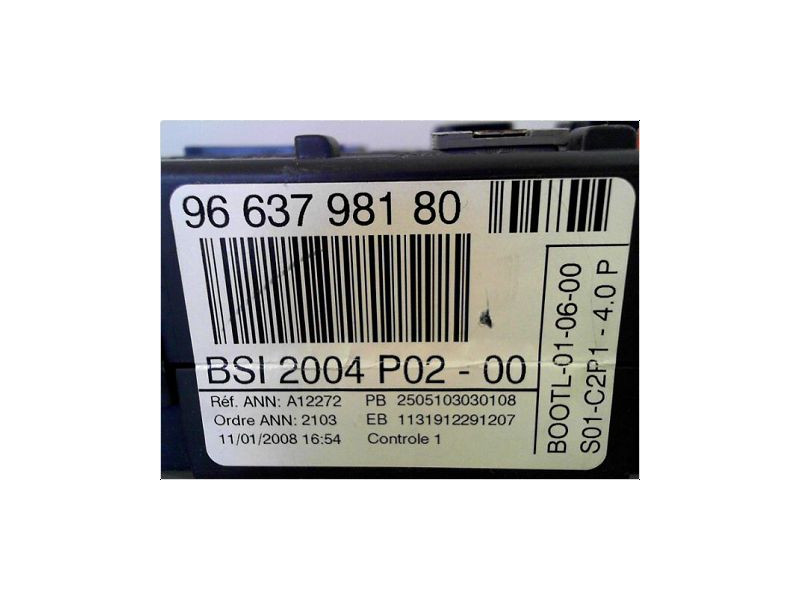 96 637 981 80
BSI 2004 P02 - 00
Réf. ANN: A12272 PB 2505103030108
Ordre ANN: 2103 EB 1131912291207
11/01/2008 16:54 Controle 1
BOOTL-01-06-00
S01-C2P1 - 4.0 P